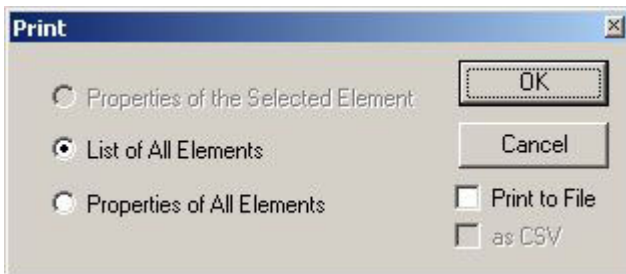 Print
Properties of the Selected Element
OK
List of All Elements
Cancel
Properties of All Elements
Print to File
as CSV